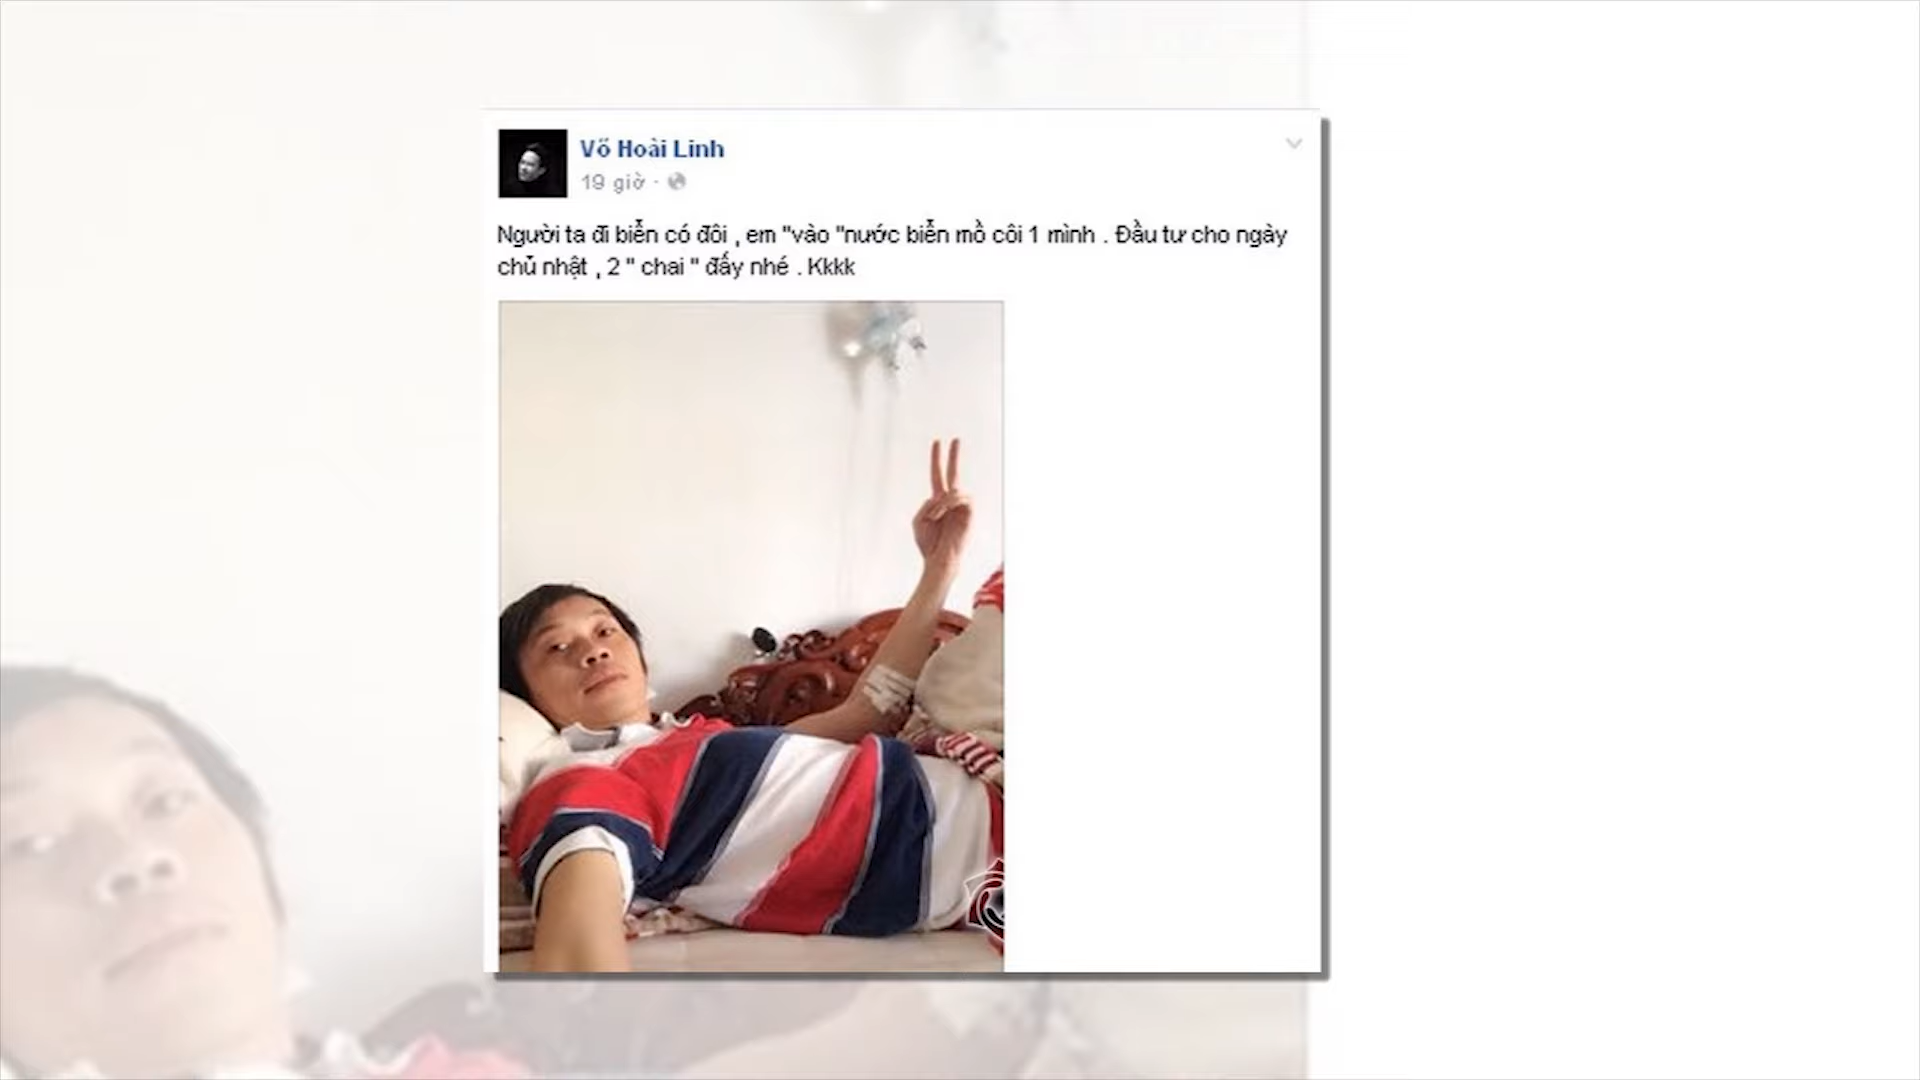 Võ Hoài Linh
19 giờ ·
Người ta đi biển có đôi , em "vào "nước biển mồ côi 1 mình . Đầu tư cho ngày
chủ nhật , 2 " chai " đấy nhé . Kkkk